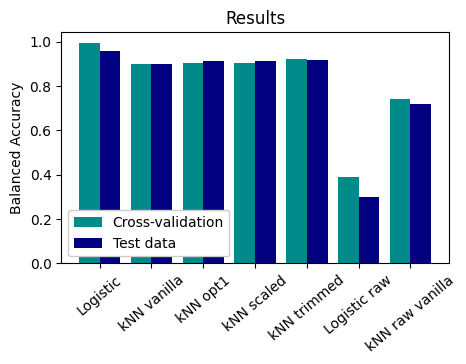 Results
Balanced Accuracy
1.0
0.8
0.6
0.4
0.2
0.0
Cross-validation
Test data
Logistic
kNN vanilla
kNN opt1
kNN scaled
kNN trimmed
Logistic raw
kNN raw vanilla